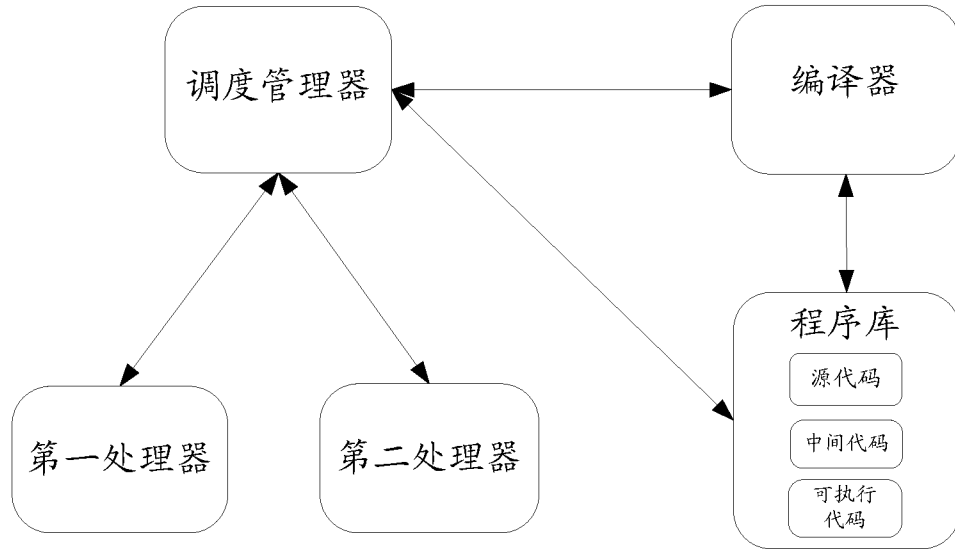 调度管理器
编译器
程序库
源代码
中间代码
可执行
代码
第一处理器
第二处理器